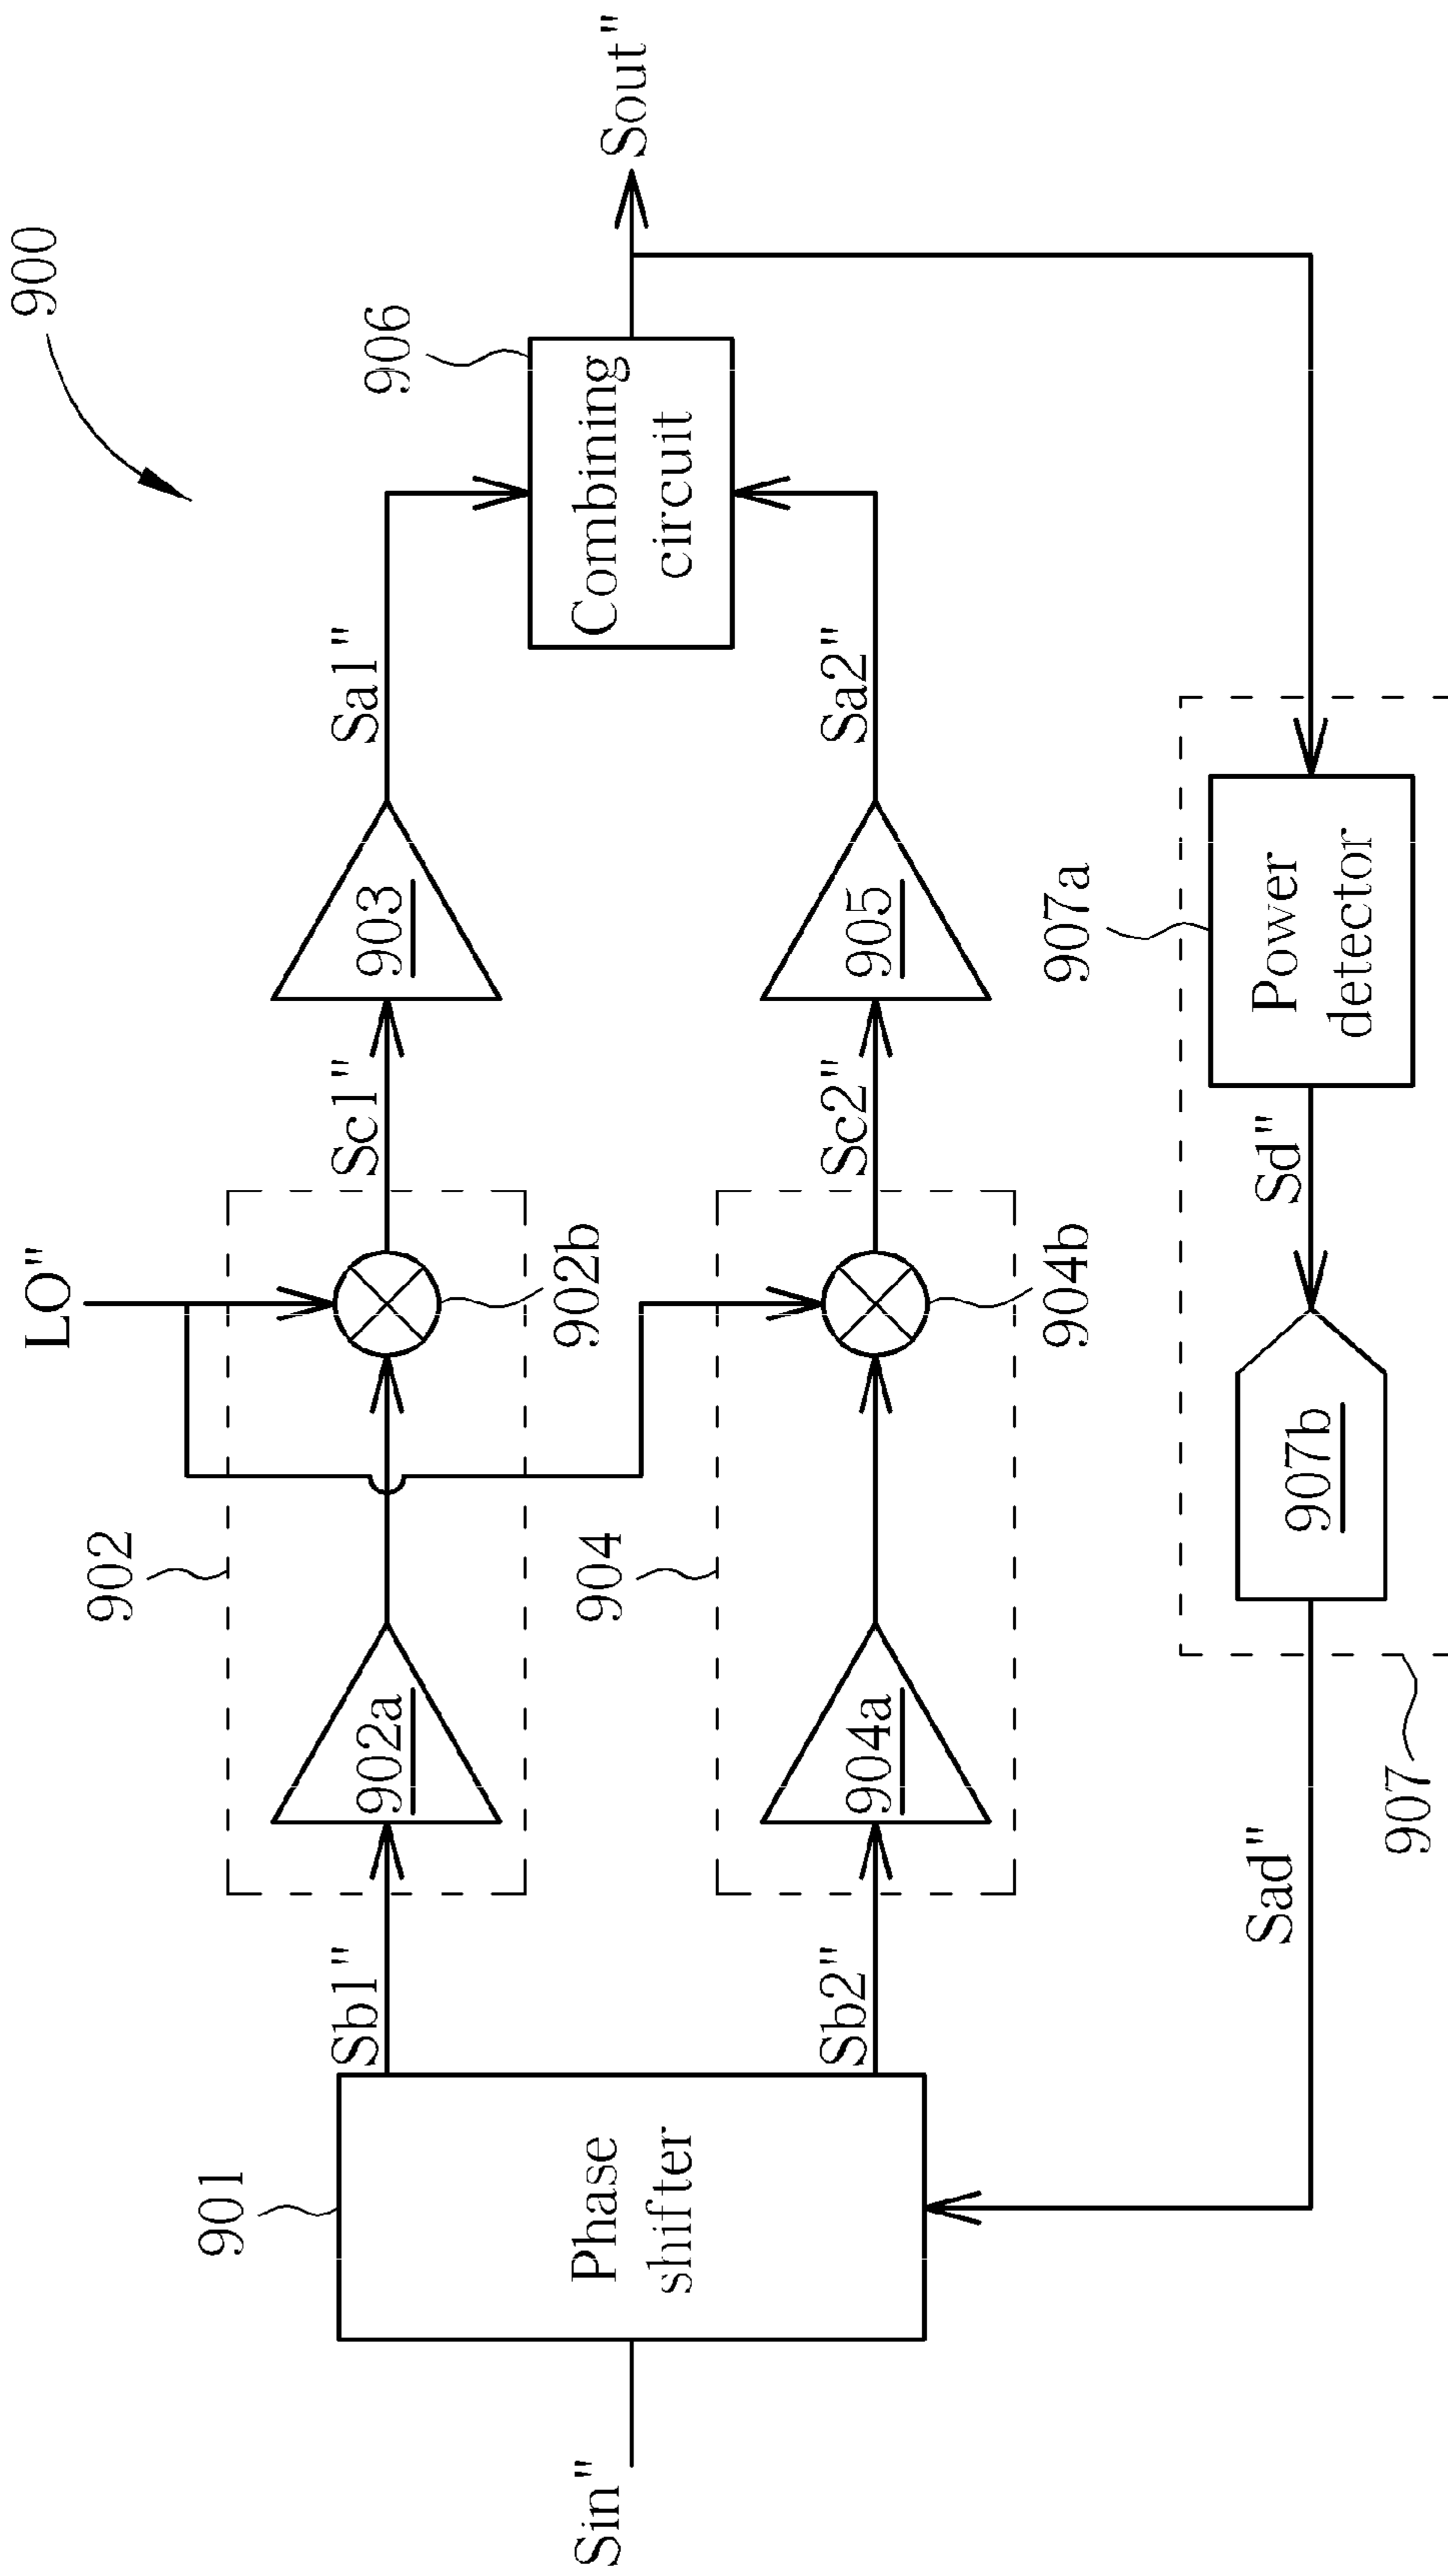 900
LO"
902
Sc1"
Sa1"
906
Sb1"
902a
903
901
902b
Sin"
Phase
shifter
Combining
circuit
Sout"
904
Sb2"
904a
Sc2"
905
Sa2"
904b
907a
Sad"
907b
Sd"
Power
detector
907